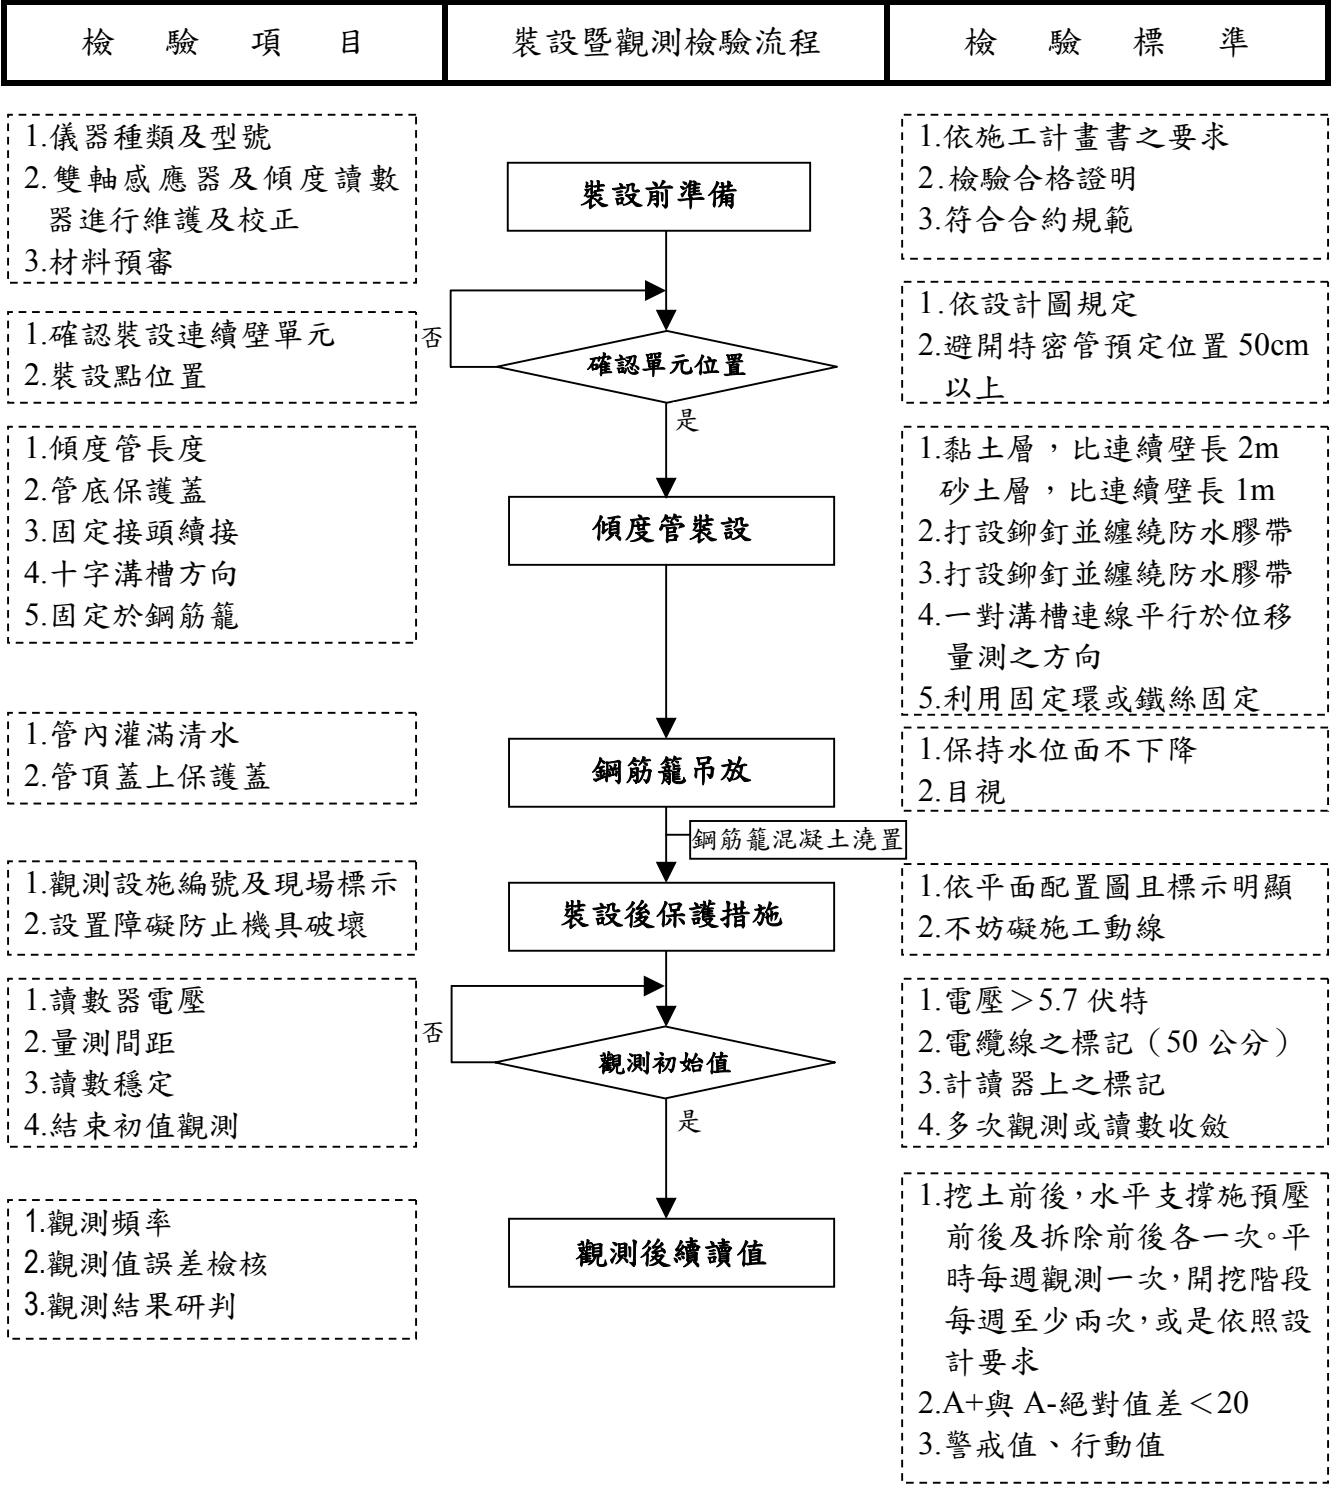 檢驗項目
裝設暨觀測檢驗流程
檢驗標準
1.儀器種類及型號
2.雙軸感應器及傾度讀數
器進行維護及校正
3.材料預審
裝設前準備
1.依施工計畫書之要求
2.檢驗合格證明
3.符合合約規範
1.確認裝設連續壁單元
2.裝設點位置
否
確認單元位置
是
1.依設計圖規定
2.避開特密管預定位置 50cm
以上
1.傾度管長度
2.管底保護蓋
3.固定接頭續接
4.十字溝槽方向
5.固定於鋼筋籠
傾度管裝設
1.黏土層，比連續壁長 2m
砂土層，比連續壁長 1m
2.打設鉚釘並纏繞防水膠帶
3.打設鉚釘並纏繞防水膠帶
4.一對溝槽連線平行於位移
量測之方向
5.利用固定環或鐵絲固定
1.管內灌滿清水
2.管頂蓋上保護蓋
鋼筋籠吊放
1.保持水位面不下降
2.目視
鋼筋籠混凝土澆置
1.觀測設施編號及現場標示
2.設置障礙防止機具破壞
裝設後保護措施
1.依平面配置圖且標示明顯
2.不妨礙施工動線
1.讀數器電壓
2.量測間距
3.讀數穩定
4.結束初值觀測
否
觀測初始值
是
1.電壓＞5.7 伏特
2.電纜線之標記（50 公分）
3.計讀器上之標記
4.多次觀測或讀數收斂
1.觀測頻率
2.觀測值誤差檢核
3.觀測結果研判
觀測後續讀值
1.挖土前後，水平支撐施預壓
前後及拆除前後各一次。平
時每週觀測一次，開挖階段
每週至少兩次，或是依照設
計要求
2.A+與 A-絕對值差＜20
3.警戒值、行動值